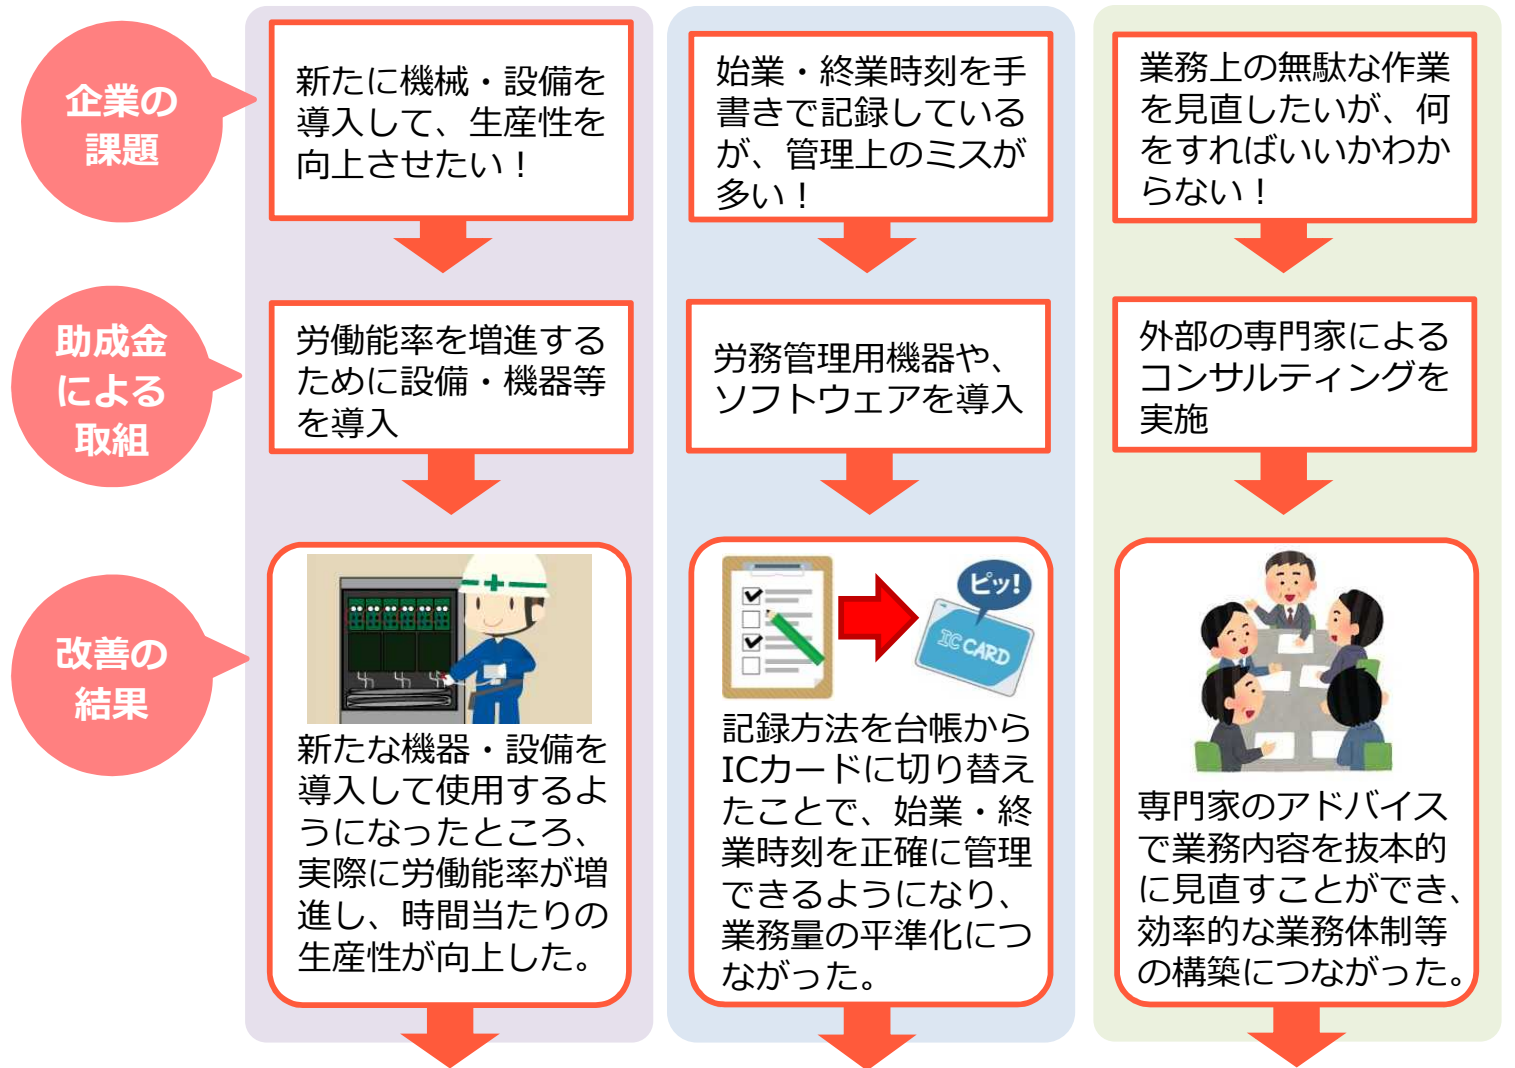 企業の
課題
新たに機械・設備を
導入して、生産性を
向上させたい！
始業・終業時刻を手
書きで記録している
が、管理上のミスが
多い！
業務上の無駄な作業
を見直したいが、何
をすればいいかわか
らない！
助成金
による
取組
労働能率を増進する
ために設備・機器等
を導入
労務管理用機器や、
ソフトウェアを導入
外部の専門家による
コンサルティングを
実施
改善の
結果
新たな機器・設備を
導入して使用するよ
うになったところ、
実際に労働能率が増
進し、時間当たりの
生産性が向上した。
ピッ!
IC CARD
記録方法を台帳から
ICカードに切り替え
たことで、始業・終
業時刻を正確に管理
できるようになり、
業務量の平準化につ
ながった。
専門家のアドバイス
で業務内容を抜本的
に見直すことができ、
効率的な業務体制等
の構築につながった。